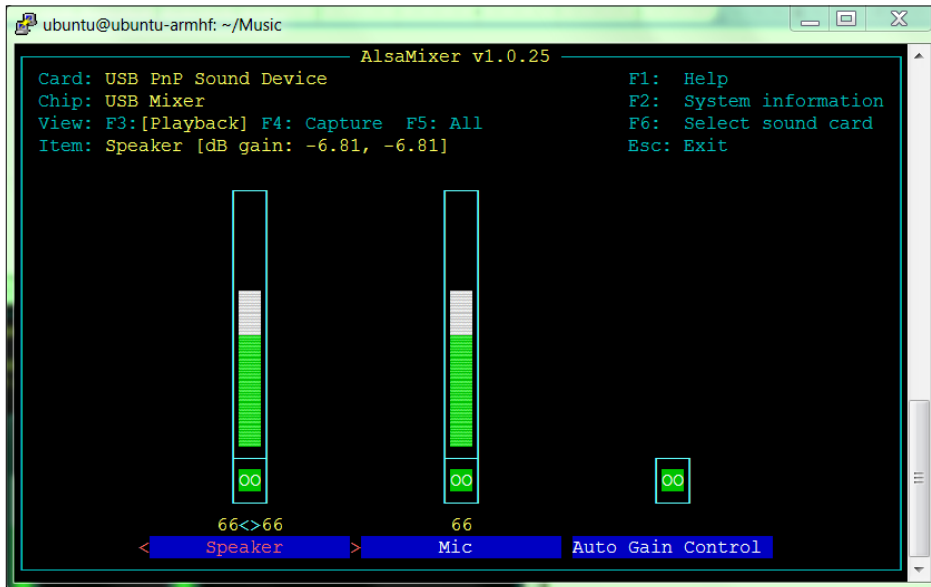 ubuntu@ubuntu-armhf: ~/Music
AlsaMixer v1.0.25
Card: USB PnP Sound Device F1: Help
Chip: USB Mixer F2: System information
View: F3:[Playback] F4: Capture F5: All F6: Select sound card
Item: Speaker [dB gain: -6.81, -6.81] Esc: Exit
OO OO OO
66<>66 66
< Speaker > Mic Auto Gain Control